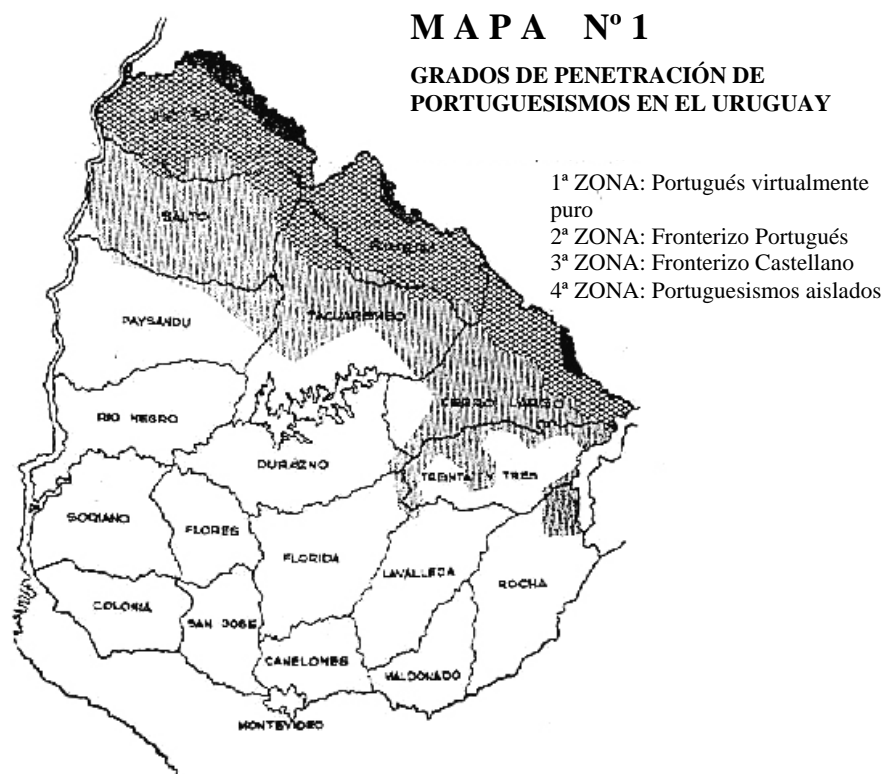 M A P A Nº 1
GRADOS DE PENETRACIÓN DE
PORTUGUESISMOS EN EL URUGUAY
1ª ZONA: Portugués virtualmente
puro
2ª ZONA: Fronterizo Portugués
3ª ZONA: Fronterizo Castellano
4ª ZONA: Portuguesismos aislados
SALTO
PAYSANDU
TACUAREMBO
RIO NEGRO
CERRO LARGO
DURAZNO
TREINTA Y TRES
SORIANO
FLORES
FLORIDA
LAVALLEJA
ROCHA
COLONIA
SAN JOSE
CANELONES
MALDONADO
MONTEVIDEO